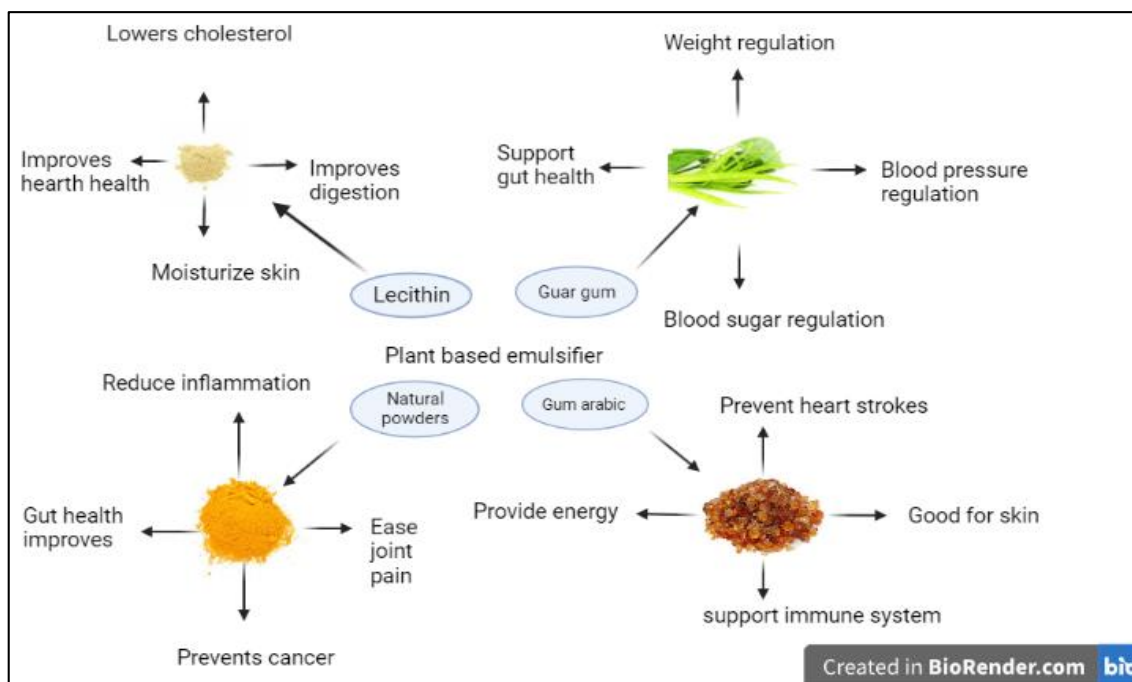 Lowers cholesterol
Improves
hearth health
Improves
digestion
Moisturize skin
Lecithin
Weight regulation
Support
gut health
Blood pressure
regulation
Blood sugar regulation
Guar gum
Plant based emulsifier
Reduce inflammation
Natural
powders
Gut health
improves
Ease
joint
pain
Prevents cancer
Gum arabic
Prevent heart strokes
Provide energy
Good for skin
support immune system
Created in BioRender.com bio